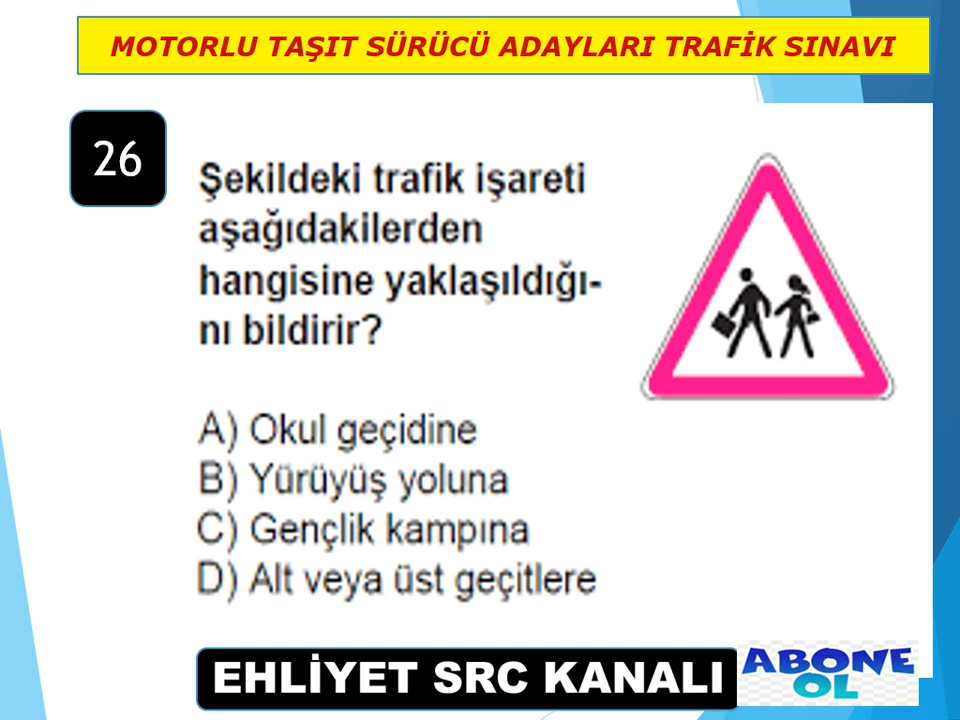 MOTORLU TAŞIT SÜRÜCÜ ADAYLARI TRAFİK SINAVI
26
Şekildeki trafik işareti
aşağıdakilerden
hangisine yaklaşıldığı-
nı bildirir?
A) Okul geçidine
B) Yürüyüş yoluna
C) Gençlik kampına
D) Alt veya üst geçitlere
EHLİYET SRC KANALI
ABONE
OL